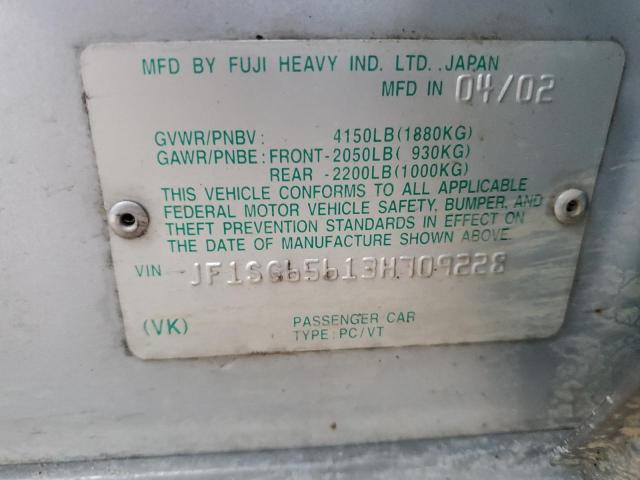 MFD BY FUJI HEAVY IND. LTD. JAPAN
MFD IN 04/02
GVWR/PNBV: 4150LB(1880KG)
GAWR/PNBE: FRONT-2050LB( 930KG)
REAR -2200LB(1000KG)
THIS VEHICLE CONFORMS TO ALL APPLICABLE
FEDERAL MOTOR VEHICLE SAFETY, BUMPER, AND
THEFT PREVENTION STANDARDS IN EFFECT ON
THE DATE OF MANUFACTURE SHOWN ABOVE.
VIN JF1SG65613H709228
(VK) PASSENGER CAR
TYPE: PC/VT